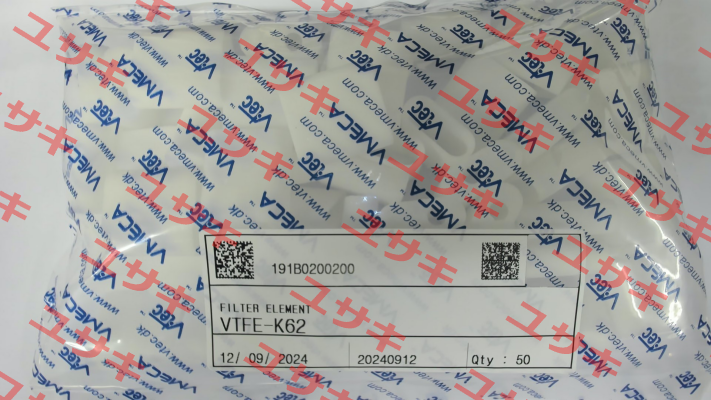 VMECA
www.vmeca.com
Vtec
www.vtec.dk
ユサキ
191B0200200
FILTER ELEMENT
VTFE-K62
12/ 09/ 2024
20240912
Qty : 50